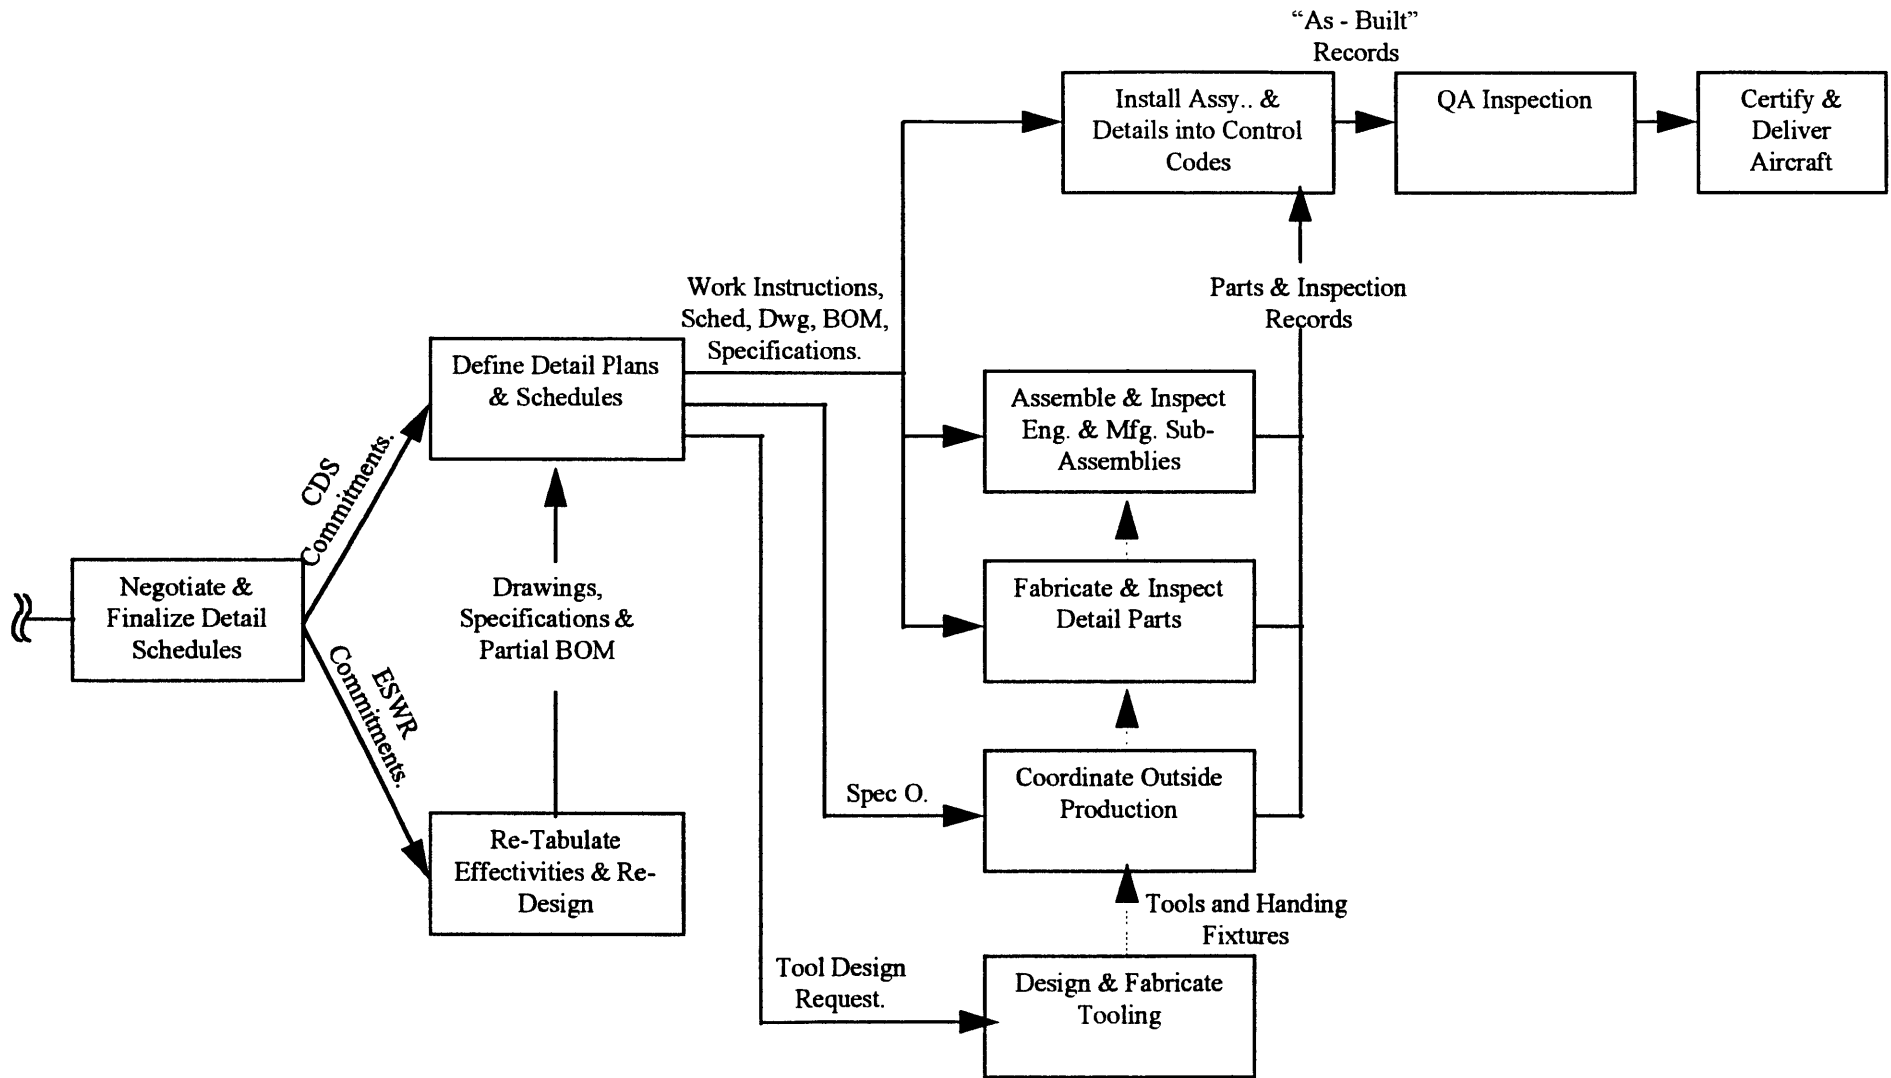 “As - Built”
Records
Install Assy.. &
Details into Control
Codes
QA Inspection
Certify &
Deliver
Aircraft
Work Instructions,
Sched, Dwg, BOM,
Specifications.
Parts & Inspection
Records
Define Detail Plans
& Schedules
Assemble & Inspect
Eng. & Mfg. Sub-
Assemblies
CDS
Commitments.
Negotiate &
Finalize Detail
Schedules
Drawings,
Specifications &
Partial BOM
Fabricate & Inspect
Detail Parts
ESWR
Commitments.
Spec O.
Coordinate Outside
Production
Re-Tabulate
Effectivities & Re-
Design
Tools and Handing
Fixtures
Tool Design
Request.
Design & Fabricate
Tooling